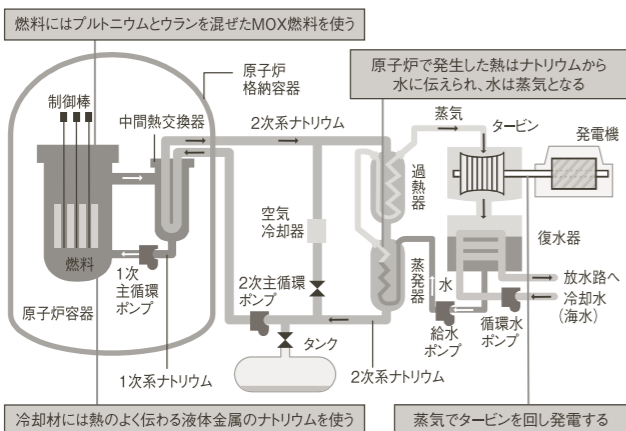 燃料にはプルトニウムとウランを混ぜたMOX燃料を使う
原子炉で発生した熱はナトリウムから
水に伝えられ、水は蒸気となる
原子炉
格納容器
制御棒
中間熱交換器
2次系ナトリウム
蒸気
タービン
発電機
過熱器
空気
冷却器
復水器
燃料
1次
主循環
ポンプ
2次主循環
ポンプ
蒸発器
水
放水路へ
冷却水
(海水)
原子炉容器
給水
ポンプ
循環水
ポンプ
タンク
1次系ナトリウム
2次系ナトリウム
冷却材には熱のよく伝わる液体金属のナトリウムを使う
蒸気でタービンを回し発電する